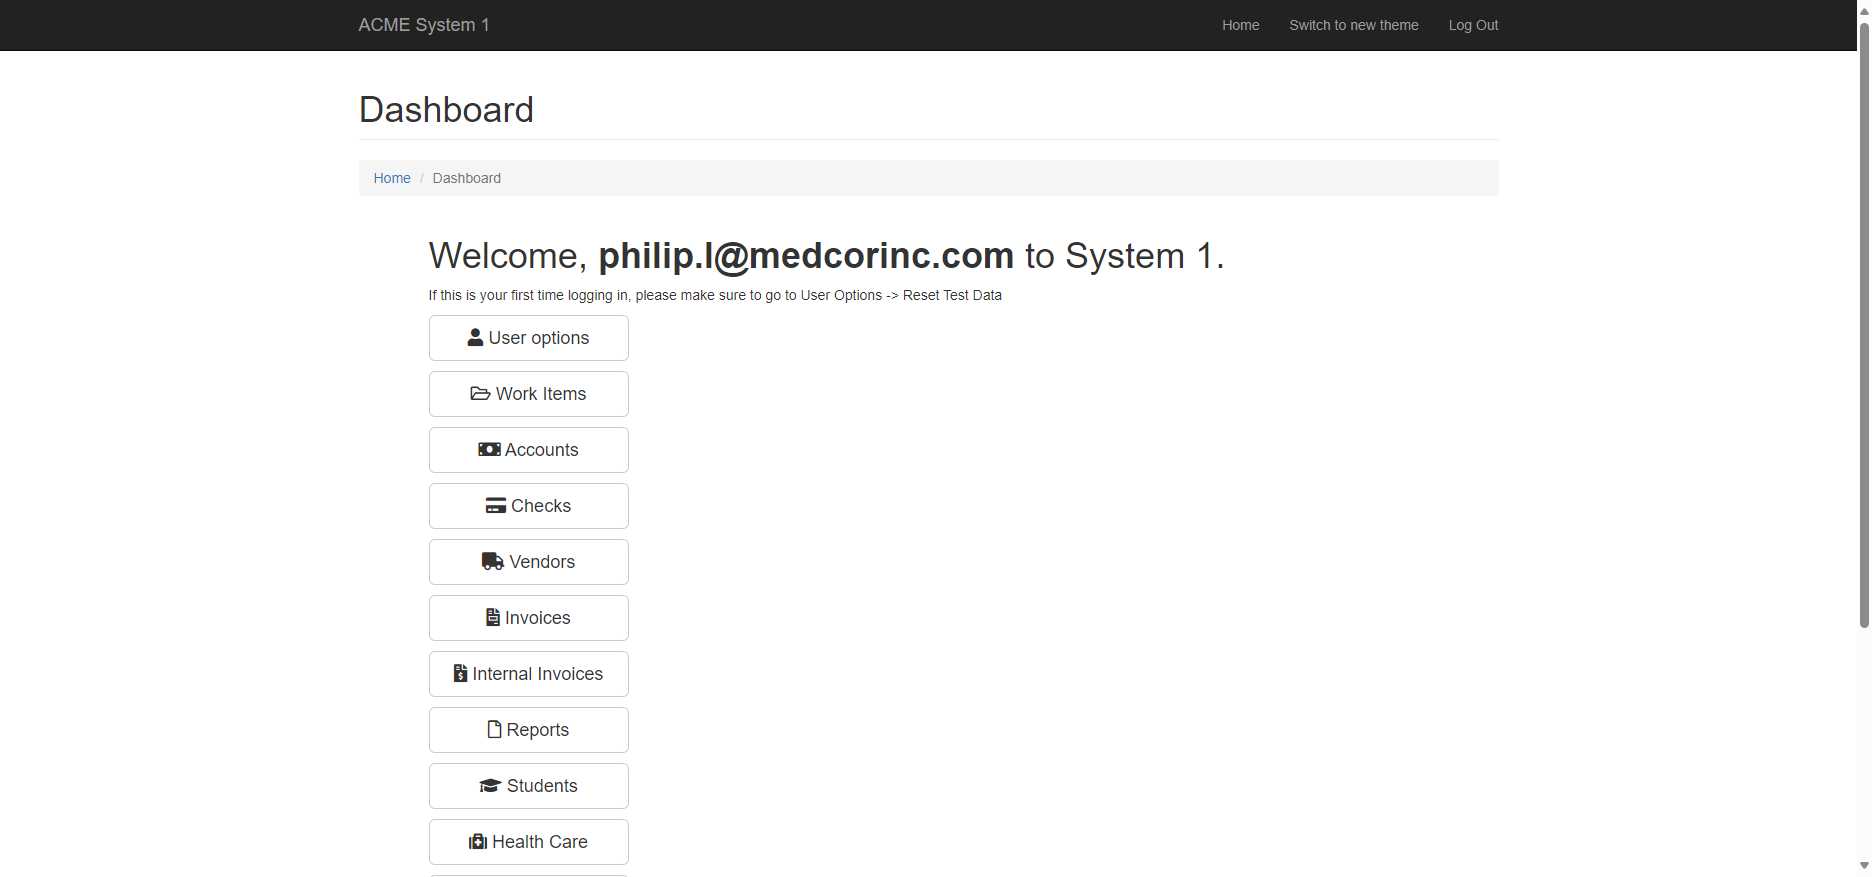 ACME System 1
Home
Switch to new theme
Log Out
Dashboard
Home / Dashboard
Welcome, philip.l@medcorinc.com to System 1.
If this is your first time logging in, please make sure to go to User Options -> Reset Test Data
User options
Work Items
Accounts
Checks
Vendors
Invoices
Internal Invoices
Reports
Students
Health Care